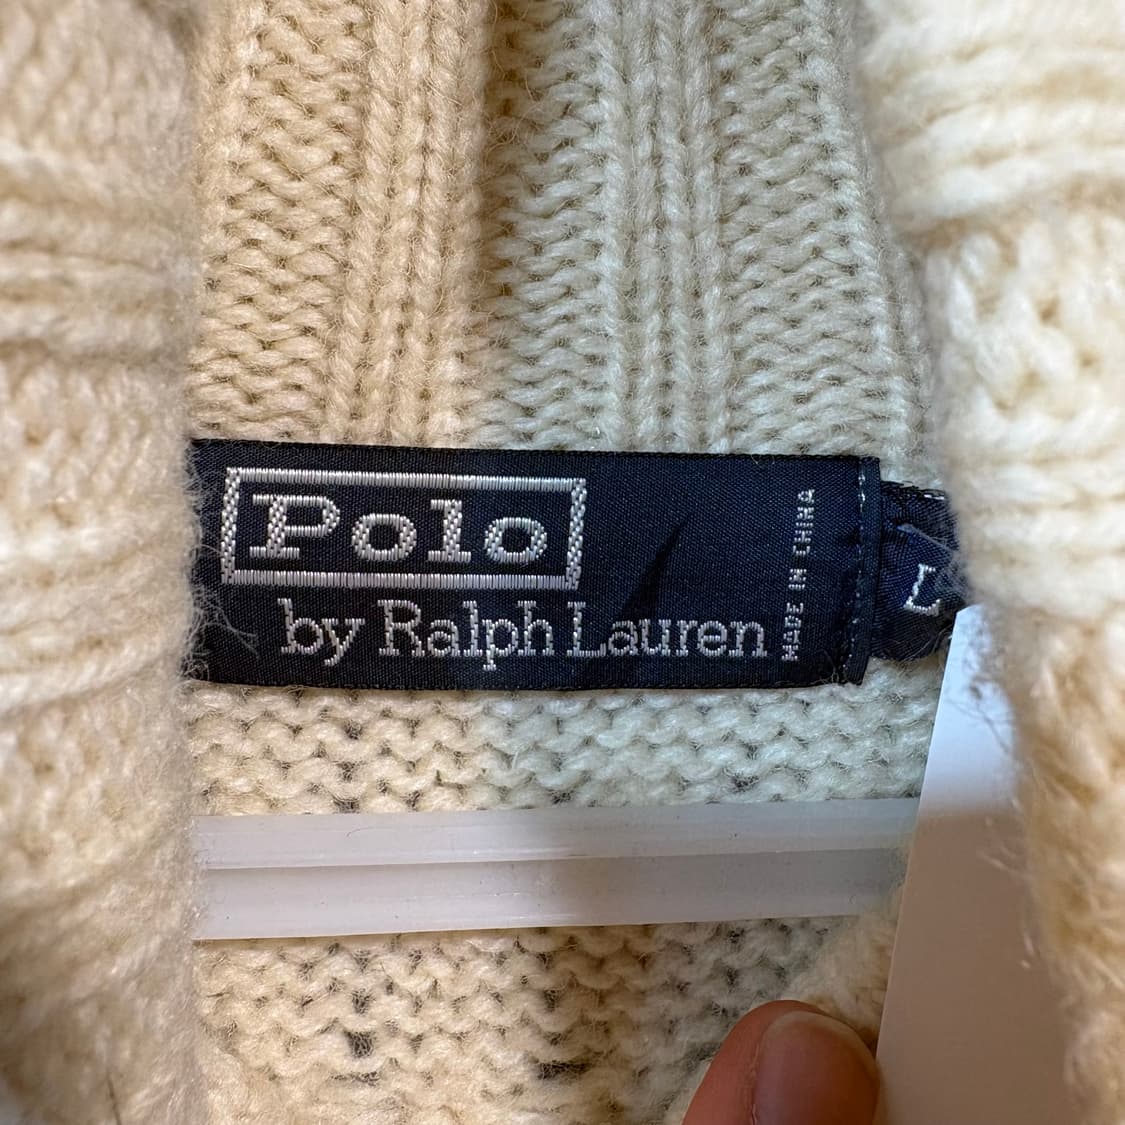 Polo
by Ralph Lauren
MADE IN CHINA
L